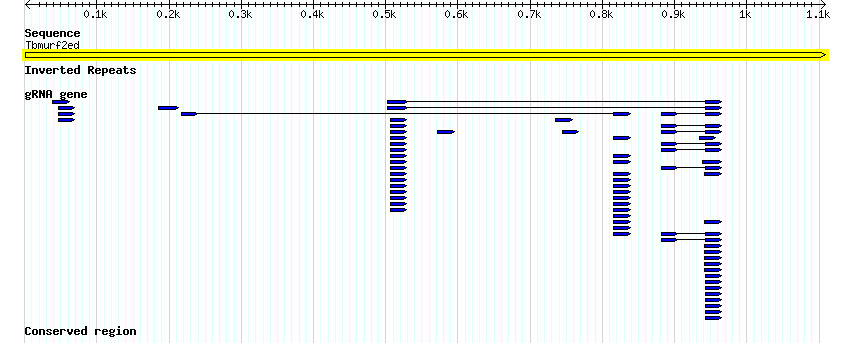 0.1k 0.2k 0.3k 0.4k 0.5k 0.6k 0.7k 0.8k 0.9k 1k 1.1k
Sequence
Tbmurf2ed
Inverted Repeats
gRNA gene
Conserved region